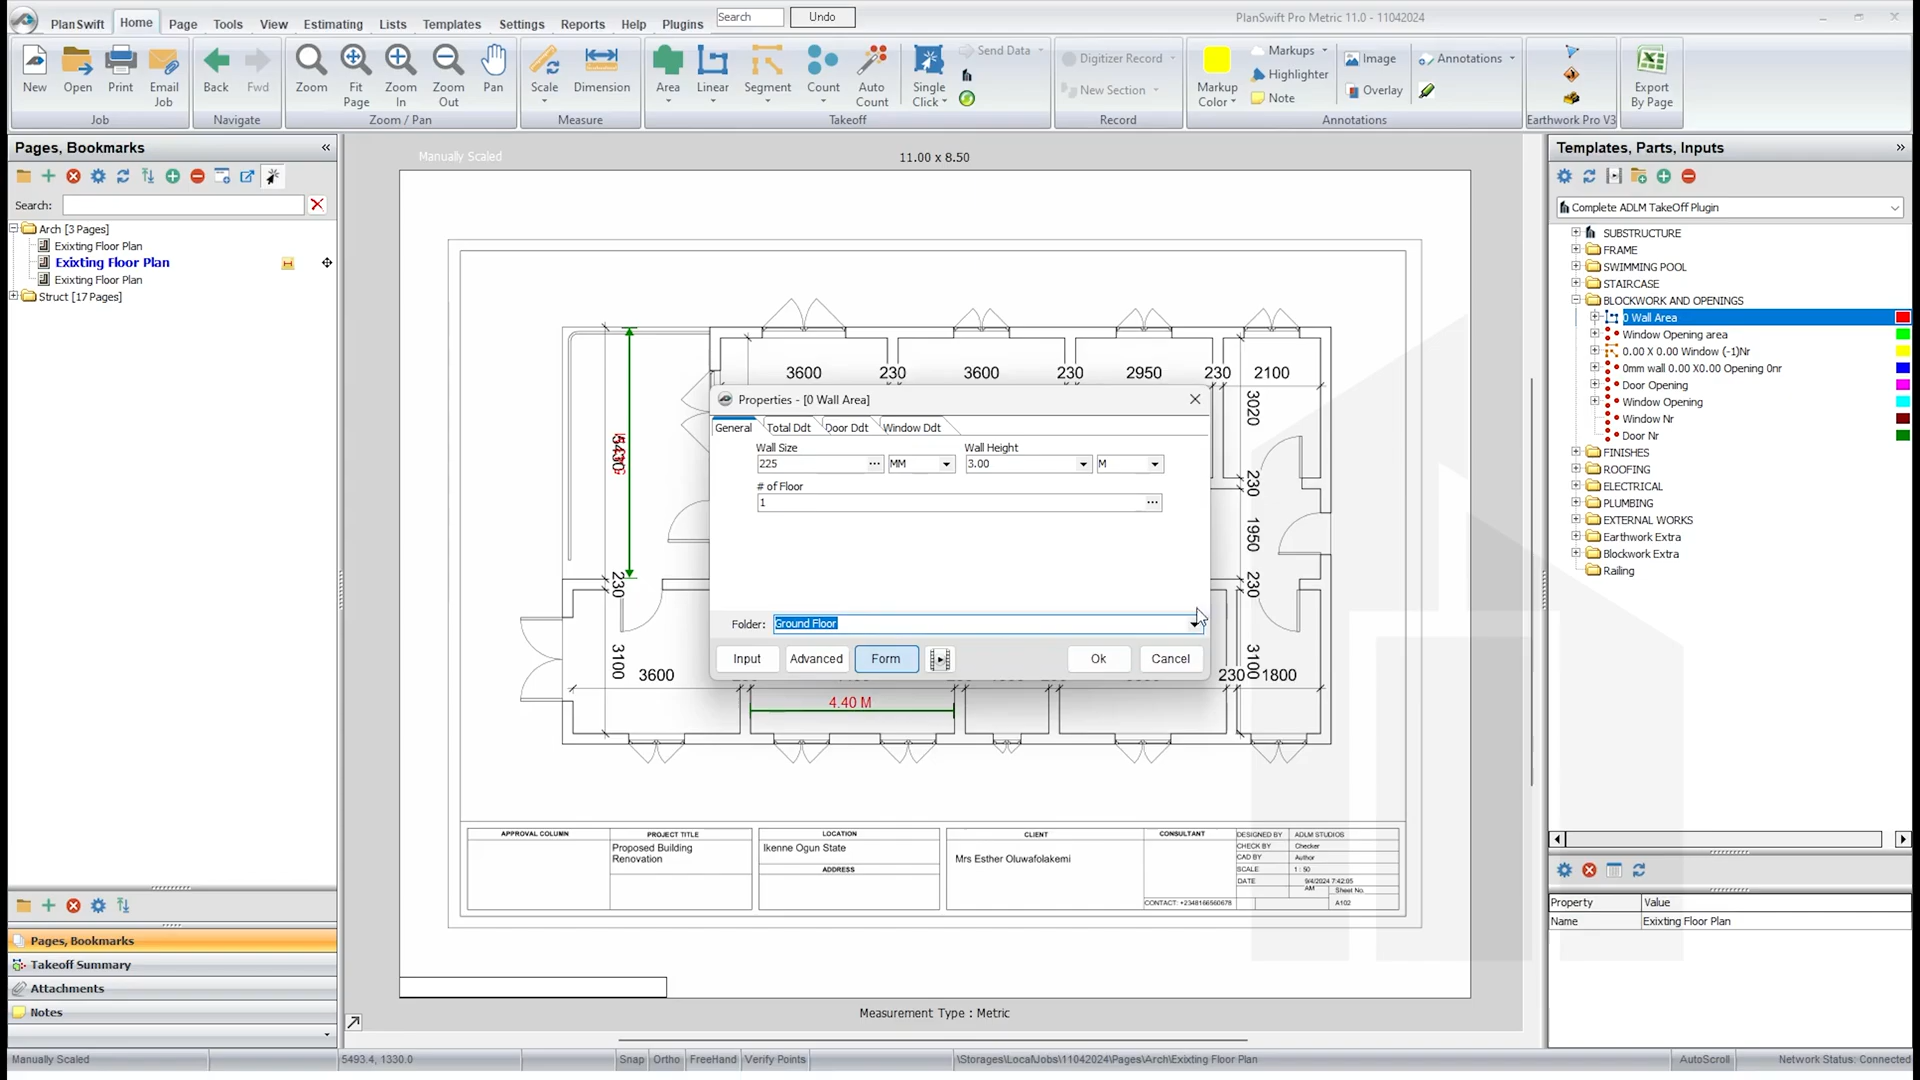 PlanSwift
Home
Page
Tools
View
Estimating
Lists
Templates
Settings
Reports
Help
Plugins
Search
Undo
PlanSwift Pro Metric 11.0 - 11042024
New
Open
Print
Email
Job
Job
Back
Fwd
Navigate
Zoom
Fit
Page
Zoom
In
Zoom
Out
Pan
Zoom / Pan
Scale
Dimension
Measure
Area
Linear
Segment
Count
Auto
Count
Single
Click
Send Data
Takeoff
Digitizer Record
New Section
Record
Markup
Color
Markups
Highlighter
Note
Image
Overlay
Annotations
Annotations
Earthwork Pro V3
Export
By Page
Pages, Bookmarks
Search:
Arch [3 Pages]
Exixting Floor Plan
Exixting Floor Plan
Exixting Floor Plan
Struct [17 Pages]
Pages, Bookmarks
Takeoff Summary
Attachments
Notes
Manually Scaled
11.00 x 8.50
3600
230
3600
230
2950
230
2100
3020
230
1950
230
3100
230
3100
3600
230
1800
4.40 M
Properties - [0 Wall Area]
General
Total Ddt
Door Ddt
Window Ddt
Wall Size
225
MM
Wall Height
3.00
M
# of Floor
1
Folder:
Ground Floor
Input
Advanced
Form
Ok
Cancel
APPROVAL COLUMN
PROJECT TITLE
Proposed Building
Renovation
LOCATION
Ikenne Ogun State
ADDRESS
CLIENT
Mrs Esther Oluwafolakemi
CONSULTANT
CONTACT: +2348166560678
DESIGNED BY
ADLM STUDIOS
CHECK BY
Checker
CAD BY
Author
SCALE
1 : 50
DATE
9/4/2024 7:42:05
AM
Sheet No.
A102
Measurement Type : Metric
Templates, Parts, Inputs
Complete ADLM TakeOff Plugin
SUBSTRUCTURE
FRAME
SWIMMING POOL
STAIRCASE
BLOCKWORK AND OPENINGS
0 Wall Area
Window Opening area
0.00 X 0.00 Window (-1)Nr
0mm wall 0.00 X0.00 Opening 0nr
Door Opening
Window Opening
Window Nr
Door Nr
FINISHES
ROOFING
ELECTRICAL
PLUMBING
EXTERNAL WORKS
Earthwork Extra
Blockwork Extra
Railing
Property
Value
Name
Exixting Floor Plan
Manually Scaled
5493.4, 1330.0
Snap
Ortho
FreeHand
Verify Points
\Storages\Local\Jobs\11042024\Pages\Arch\Exixting Floor Plan
AutoScroll
Network Status: Connected